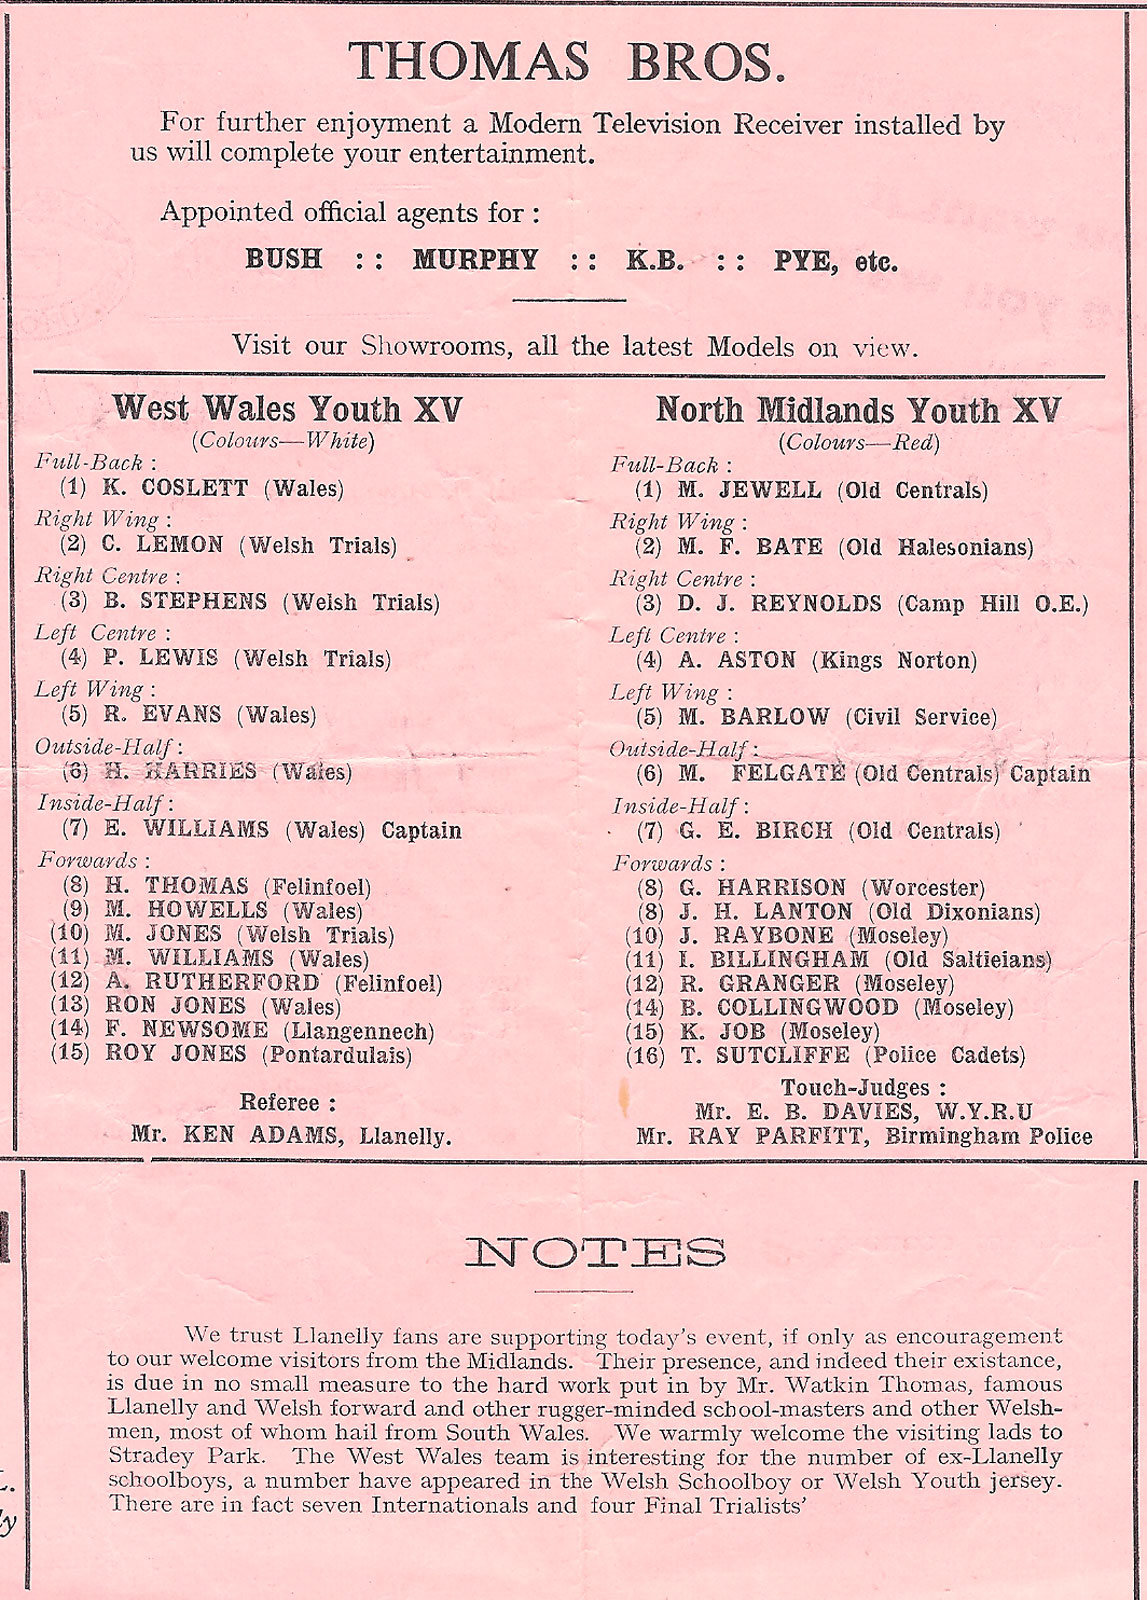 THOMAS BROS.
For further enjoyment a Modern Television Receiver installed by
us will complete your entertainment.
Appointed official agents for :
BUSH : : MURPHY : : K.B. : : PYE, etc.
Visit our Showrooms, all the latest Models on view.
West Wales Youth XV
(Colours—White)
Full-Back :
(1) K. COSLETT (Wales)
Right Wing :
(2) C. LEMON (Welsh Trials)
Right Centre :
(3) B. STEPHENS (Welsh Trials)
Left Centre :
(4) P. LEWIS (Welsh Trials)
Left Wing :
(5) R. EVANS (Wales)
Outside-Half :
(6) H. HARRIES (Wales)
Inside-Half :
(7) E. WILLIAMS (Wales) Captain
Forwards :
(8) H. THOMAS (Felinfoel)
(9) M. HOWELLS (Wales)
(10) M. JONES (Welsh Trials)
(11) M. WILLIAMS (Wales)
(12) A. RUTHERFORD (Felinfoel)
(13) RON JONES (Wales)
(14) F. NEWSOME (Llangennech)
(15) ROY JONES (Pontardulais)
Referee :
Mr. KEN ADAMS, Llanelly.
North Midlands Youth XV
(Colours—Red)
Full-Back :
(1) M. JEWELL (Old Centrals)
Right Wing :
(2) M. F. BATE (Old Halesonians)
Right Centre :
(3) D. J. REYNOLDS (Camp Hill O.E.)
Left Centre :
(4) A. ASTON (Kings Norton)
Left Wing :
(5) M. BARLOW (Civil Service)
Outside-Half :
(6) M. FELGATE (Old Centrals) Captain
Inside-Half :
(7) G. E. BIRCH (Old Centrals)
Forwards :
(8) G. HARRISON (Worcester)
(8) J. H. LANTON (Old Dixonians)
(10) J. RAYBONE (Moseley)
(11) I. BILLINGHAM (Old Saltieians)
(12) R. GRANGER (Moseley)
(14) B. COLLINGWOOD (Moseley)
(15) K. JOB (Moseley)
(16) T. SUTCLIFFE (Police Cadets)
Touch-Judges :
Mr. E. B. DAVIES, W.Y.R.U
Mr. RAY PARFITT, Birmingham Police
NOTES
We trust Llanelly fans are supporting today's event, if only as encouragement
to our welcome visitors from the Midlands. Their presence, and indeed their existance,
is due in no small measure to the hard work put in by Mr. Watkin Thomas, famous
Llanelly and Welsh forward and other rugger-minded school-masters and other Welsh-
men, most of whom hail from South Wales. We warmly welcome the visiting lads to
Stradey Park. The West Wales team is interesting for the number of ex-Llanelly
schoolboys, a number have appeared in the Welsh Schoolboy or Welsh Youth jersey.
There are in fact seven Internationals and four Final Trialists'